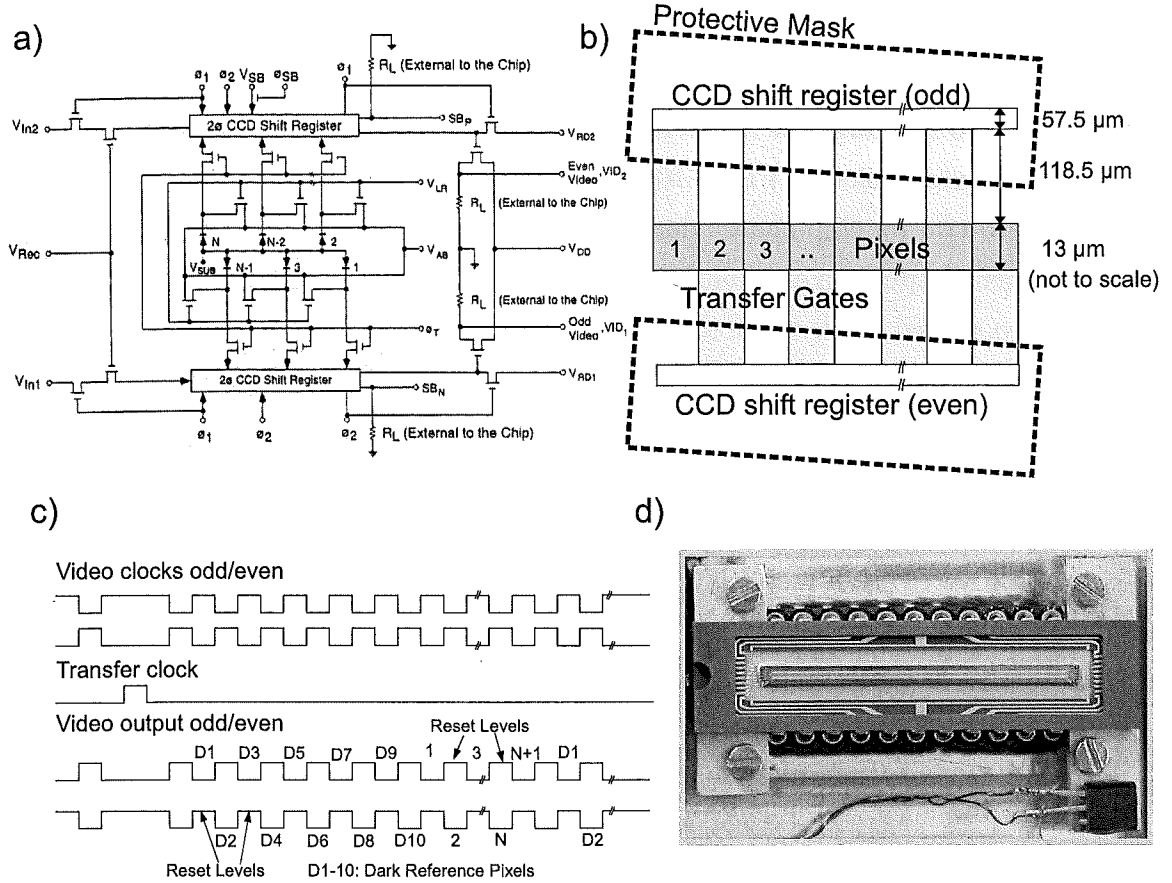 a)
ø1 ø2 VSB øSB
ø1
RL (External to the Chip)
VIn2
2ø CCD Shift Register
SBP
VRD2
Even Video, VID2
VLR
RL
(External to the Chip)
N N-2 2
VRec
VAB
VDD
VSUB
N-1 3 1
RL
(External to the Chip)
øT
Odd Video, VID1
VIn1
2ø CCD Shift Register
SBN
VRD1
ø1 ø2 ø2
RL (External to the Chip)
b)
Protective Mask
CCD shift register (odd)
57.5 µm
118.5 µm
1 2 3 .. Pixels
13 µm
(not to scale)
Transfer Gates
CCD shift register (even)
c)
Video clocks odd/even
Transfer clock
Video output odd/even
Reset Levels
D1 D3 D5 D7 D9 1 3 N+1 D1
D2 D4 D6 D8 D10 2 N D2
Reset Levels
D1-10: Dark Reference Pixels
d)